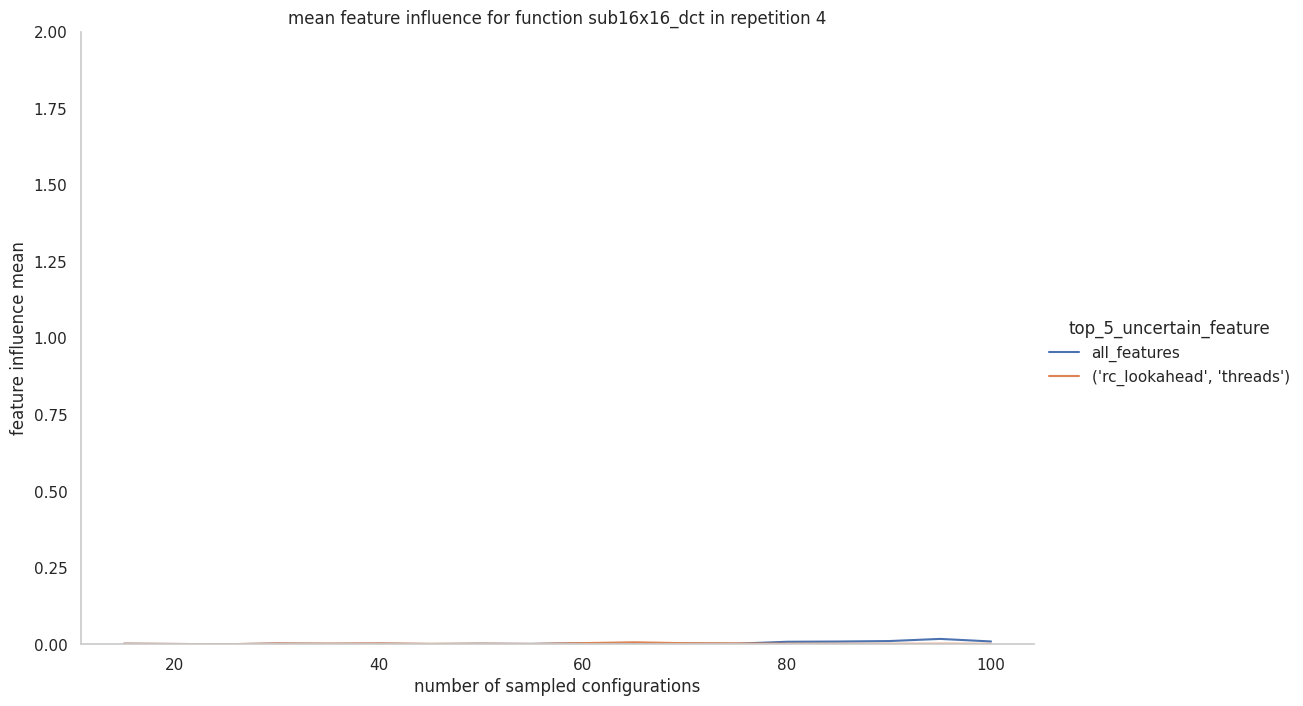 mean feature influence for function sub16x16_dct in repetition 4
2.00
1.75
1.50
1.25
1.00
0.75
0.50
0.25
0.00
feature influence mean
20
40
60
80
100
number of sampled configurations
top_5_uncertain_feature
all_features
('rc_lookahead', 'threads')